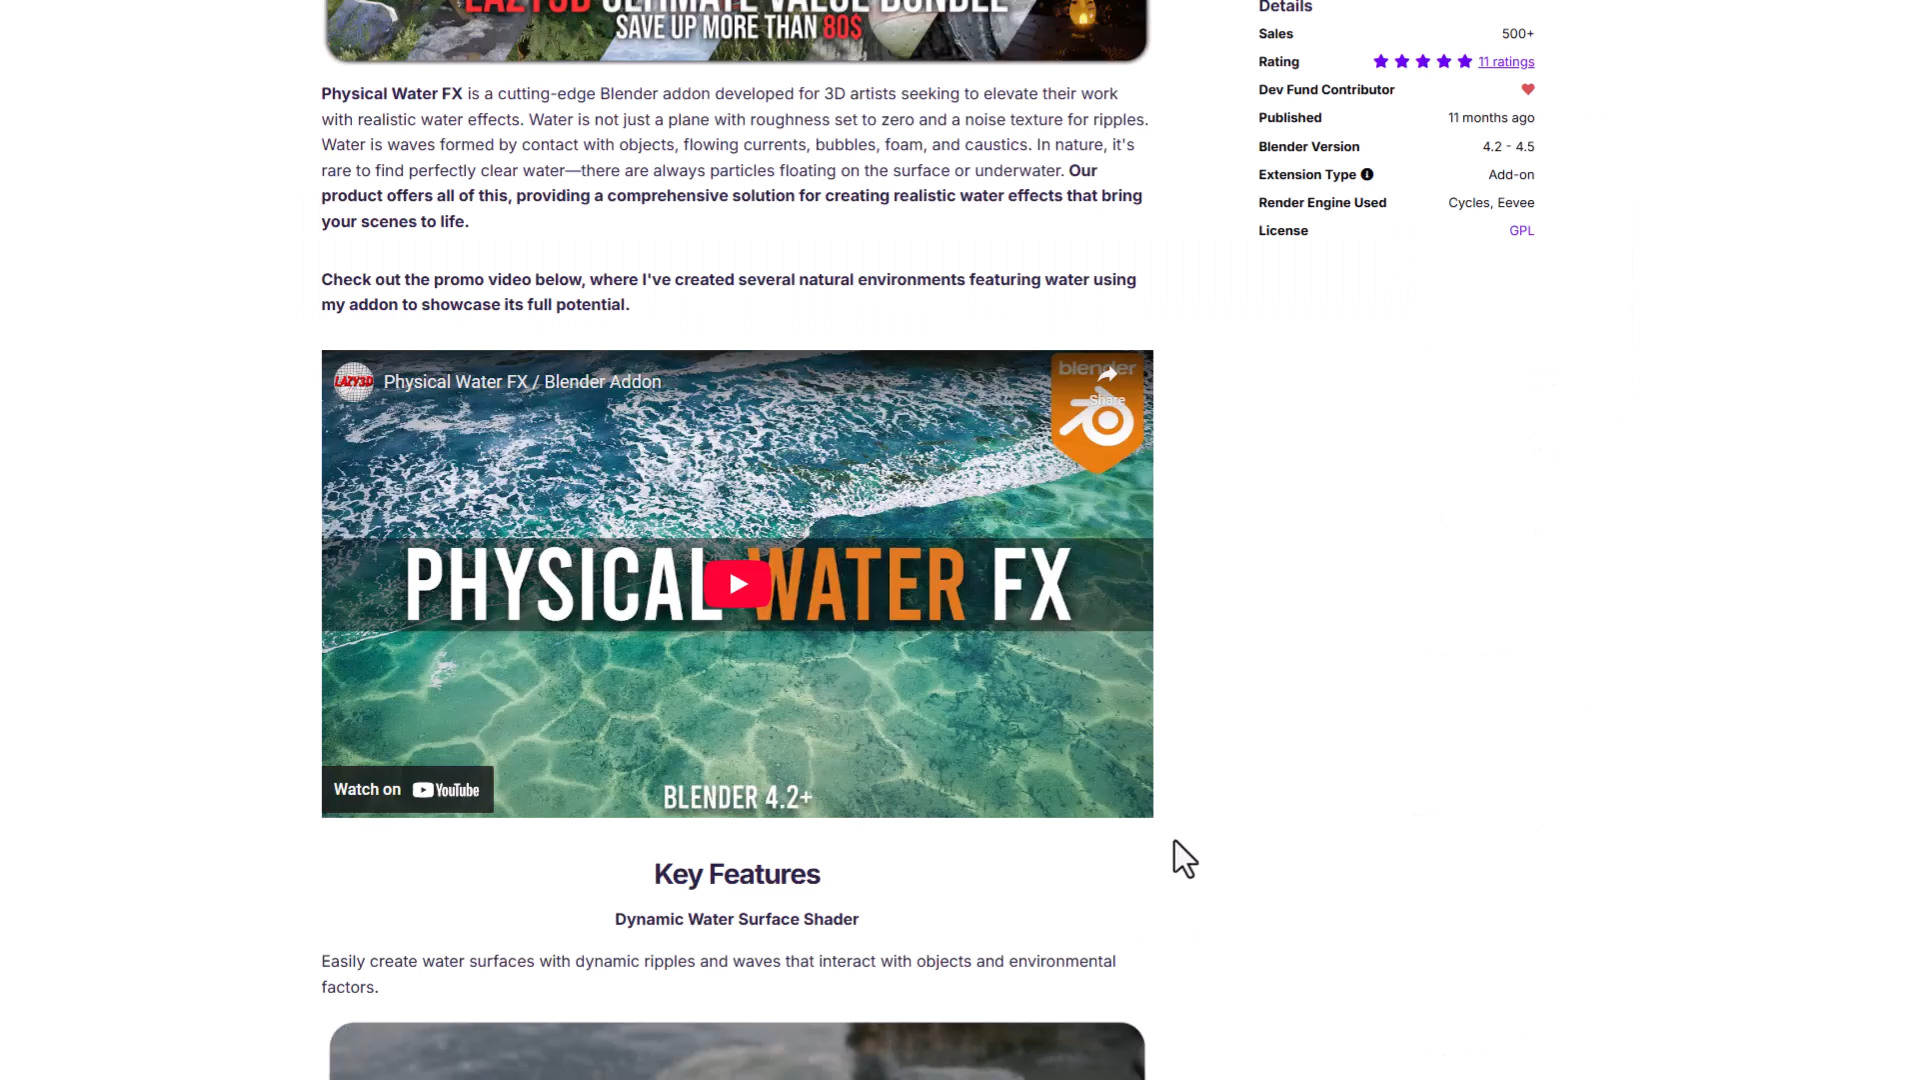 LAZY3D ULTIMATE VALUE BUNDLE
SAVE UP MORE THAN 80$
Physical Water FX is a cutting-edge Blender addon developed for 3D artists seeking to elevate their work
with realistic water effects. Water is not just a plane with roughness set to zero and a noise texture for ripples.
Water is waves formed by contact with objects, flowing currents, bubbles, foam, and caustics. In nature, it's
rare to find perfectly clear water—there are always particles floating on the surface or underwater. Our
product offers all of this, providing a comprehensive solution for creating realistic water effects that bring
your scenes to life.
Check out the promo video below, where I've created several natural environments featuring water using
my addon to showcase its full potential.
LAZY3D
Physical Water FX / Blender Addon
blender
Share
PHYSICAL WATER FX
Watch on YouTube
BLENDER 4.2+
Key Features
Dynamic Water Surface Shader
Easily create water surfaces with dynamic ripples and waves that interact with objects and environmental
factors.
Details
Sales 500+
Rating 11 ratings
Dev Fund Contributor
Published 11 months ago
Blender Version 4.2 - 4.5
Extension Type Add-on
Render Engine Used Cycles, Eevee
License GPL